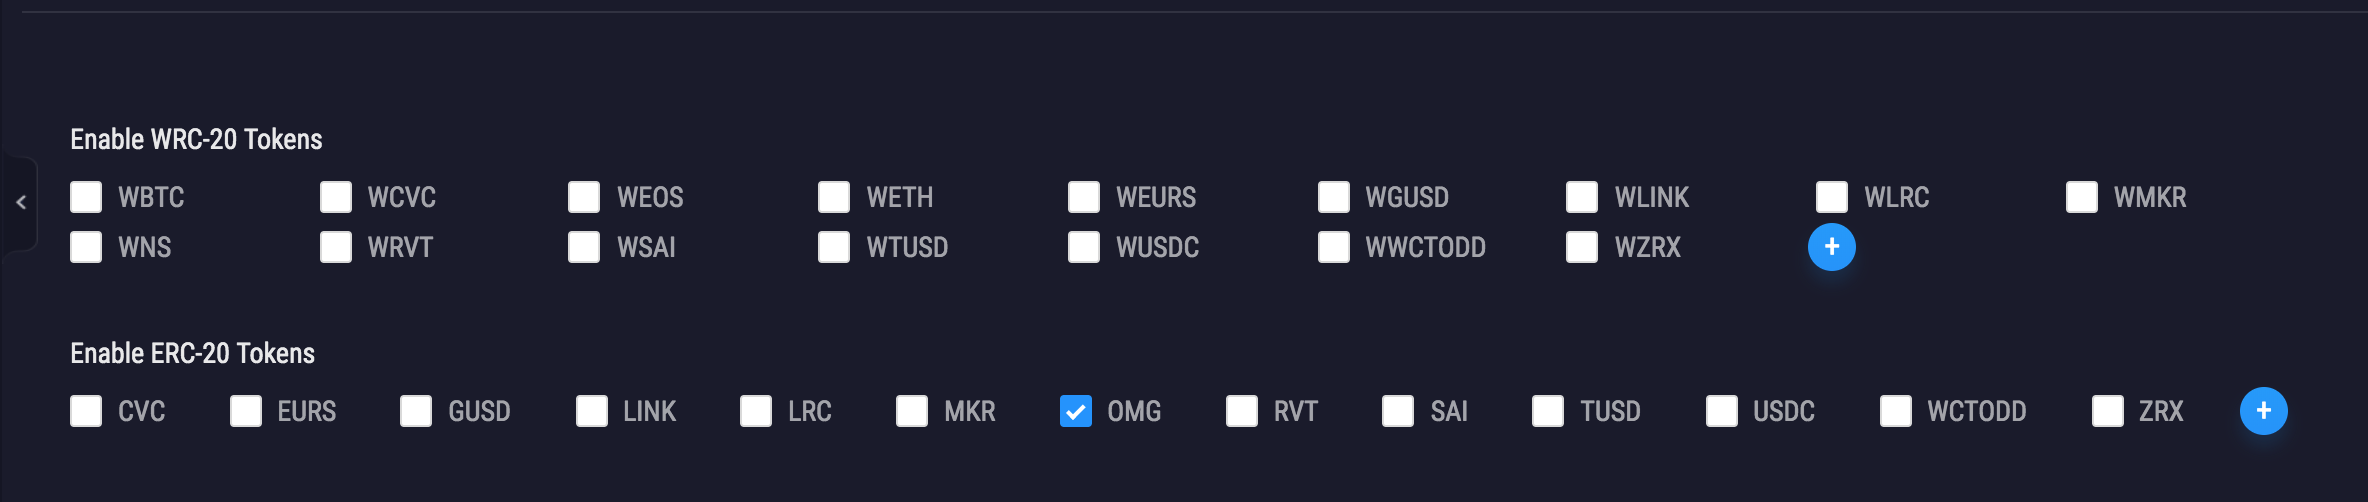 Enable WRC-20 Tokens
WBTC WCVC WEOS WETH WEURS WGUSD WLINK WLRC WMKR
WNS WRVT WSAI WTUSD WUSDC WWCTODD WZRX +
Enable ERC-20 Tokens
CVC EURS GUSD LINK LRC MKR OMG RVT SAI TUSD USDC WCTODD ZRX +